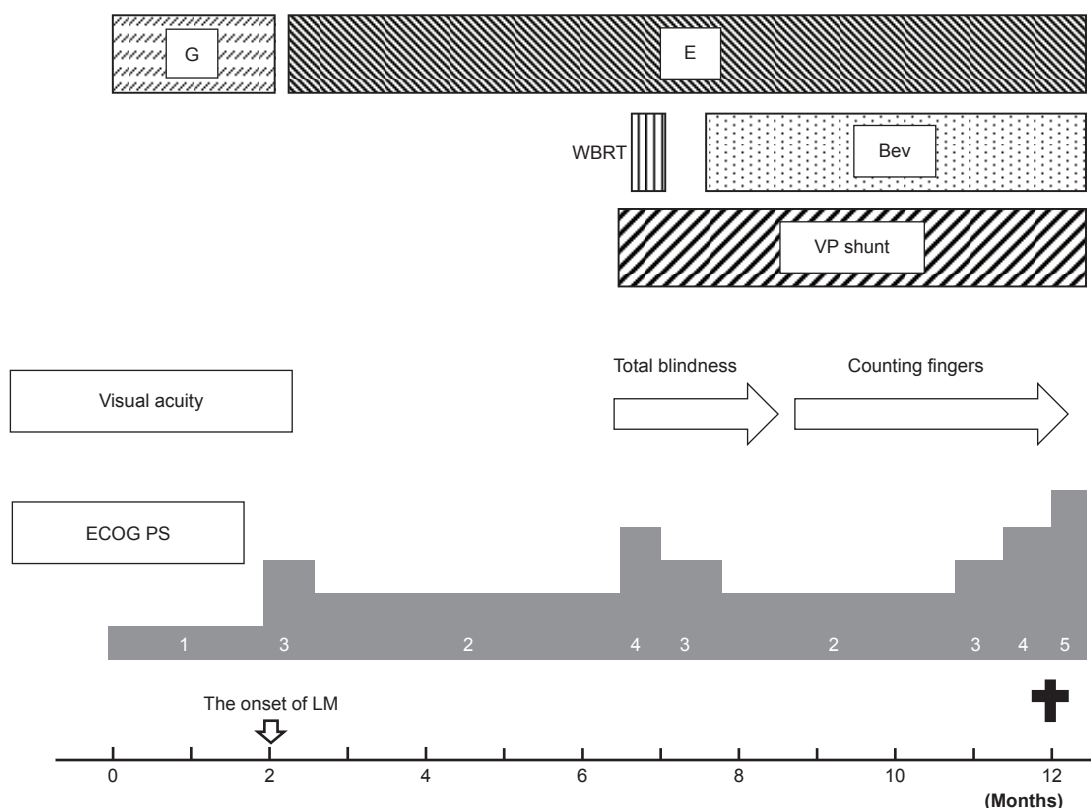 G
E
WBRT
Bev
VP shunt
Total blindness
Counting fingers
Visual acuity
ECOG PS
1 3 2 4 3 2 3 4 5
The onset of LM
0 2 4 6 8 10 12
(Months)